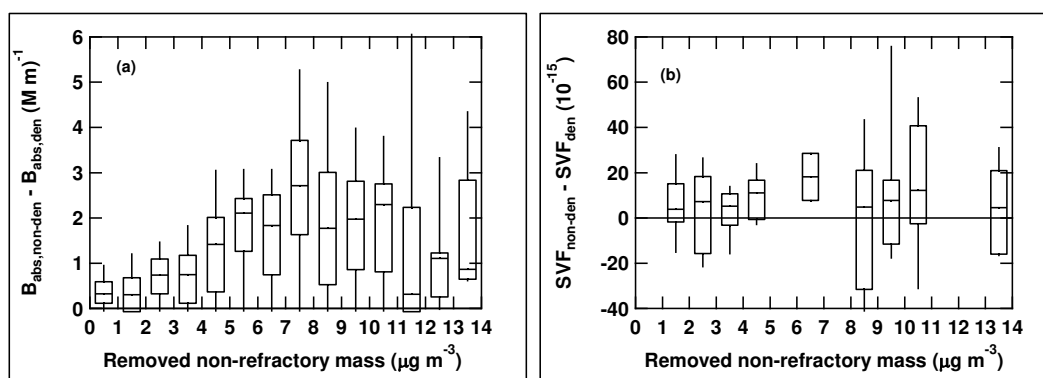 (a)
B_abs,non-den - B_abs,den (M m)^-1
6
5
4
3
2
1
0
0 1 2 3 4 5 6 7 8 9 10 11 12 13 14
Removed non-refractory mass (μg m^-3)
(b)
SVF_non-den - SVF_den (10^-15)
80
60
40
20
0
-20
-40
0 1 2 3 4 5 6 7 8 9 10 11 12 13 14
Removed non-refractory mass (μg m^-3)